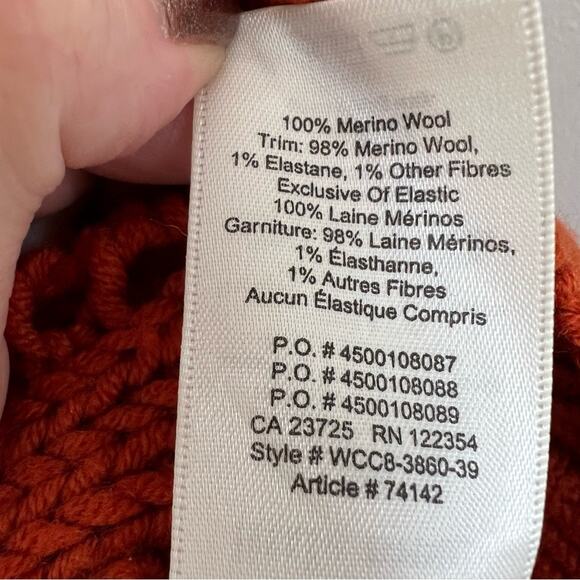 100% Merino Wool
Trim: 98% Merino Wool,
1% Elastane, 1% Other Fibres
Exclusive Of Elastic
100% Laine Mérinos
Garniture: 98% Laine Mérinos,
1% Élasthanne,
1% Autres Fibres
Aucun Élastique Compris
P.O. # 4500108087
P.O. # 4500108088
P.O. # 4500108089
CA 23725 RN 122354
Style # WCC8-3860-39
Article # 74142